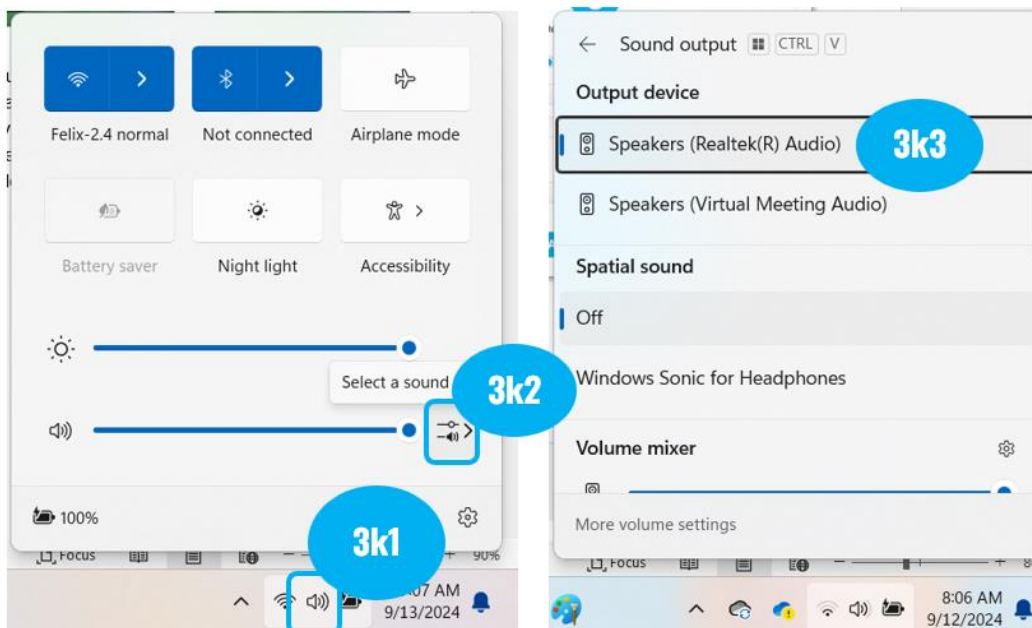 Felix-2.4 normal
Not connected
Airplane mode
Battery saver
Night light
Accessibility
Select a sound
3k2
100%
3k1
Focus
90%
07 AM
9/13/2024
Sound output CTRL V
Output device
Speakers (Realtek(R) Audio)
3k3
Speakers (Virtual Meeting Audio)
Spatial sound
Off
Windows Sonic for Headphones
Volume mixer
More volume settings
Focus
8:06 AM
9/12/2024